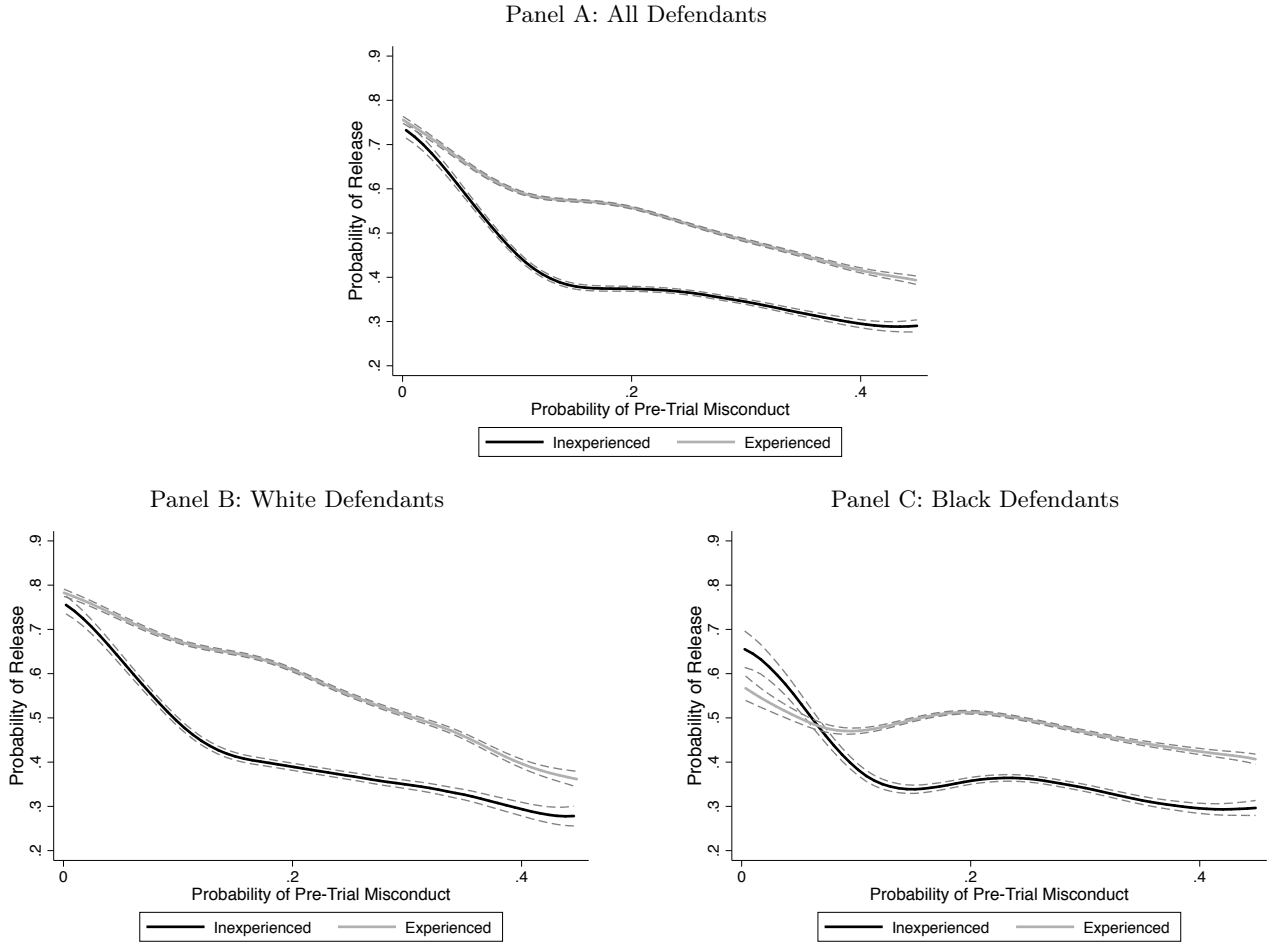 Panel A: All Defendants
Probability of Release
.9
.8
.7
.6
.5
.4
.3
.2
0 .2 .4
Probability of Pre-Trial Misconduct
Inexperienced Experienced
Panel B: White Defendants
Probability of Release
.9
.8
.7
.6
.5
.4
.3
.2
0 .2 .4
Probability of Pre-Trial Misconduct
Inexperienced Experienced
Panel C: Black Defendants
Probability of Release
.9
.8
.7
.6
.5
.4
.3
.2
0 .2 .4
Probability of Pre-Trial Misconduct
Inexperienced Experienced